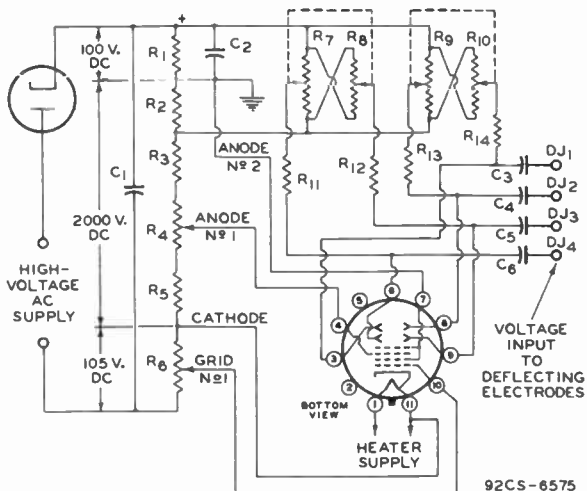 +
100 V.
DC
R1
C2
R7
R8
R9
R10
R2
ANODE
Nº 2
R3
C1
R11
R12
R13
R14
C3
DJ1
C4
DJ2
C5
DJ3
C6
DJ4
2000 V.
DC
ANODE
Nº 1
R4
HIGH-
VOLTAGE
AC
SUPPLY
R5
CATHODE
105 V.
DC
R6
GRID
Nº1
1
2
3
4
5
6
7
8
9
10
11
BOTTOM
VIEW
HEATER
SUPPLY
VOLTAGE
INPUT
TO
DEFLECTING
ELECTRODES
92CS-6575